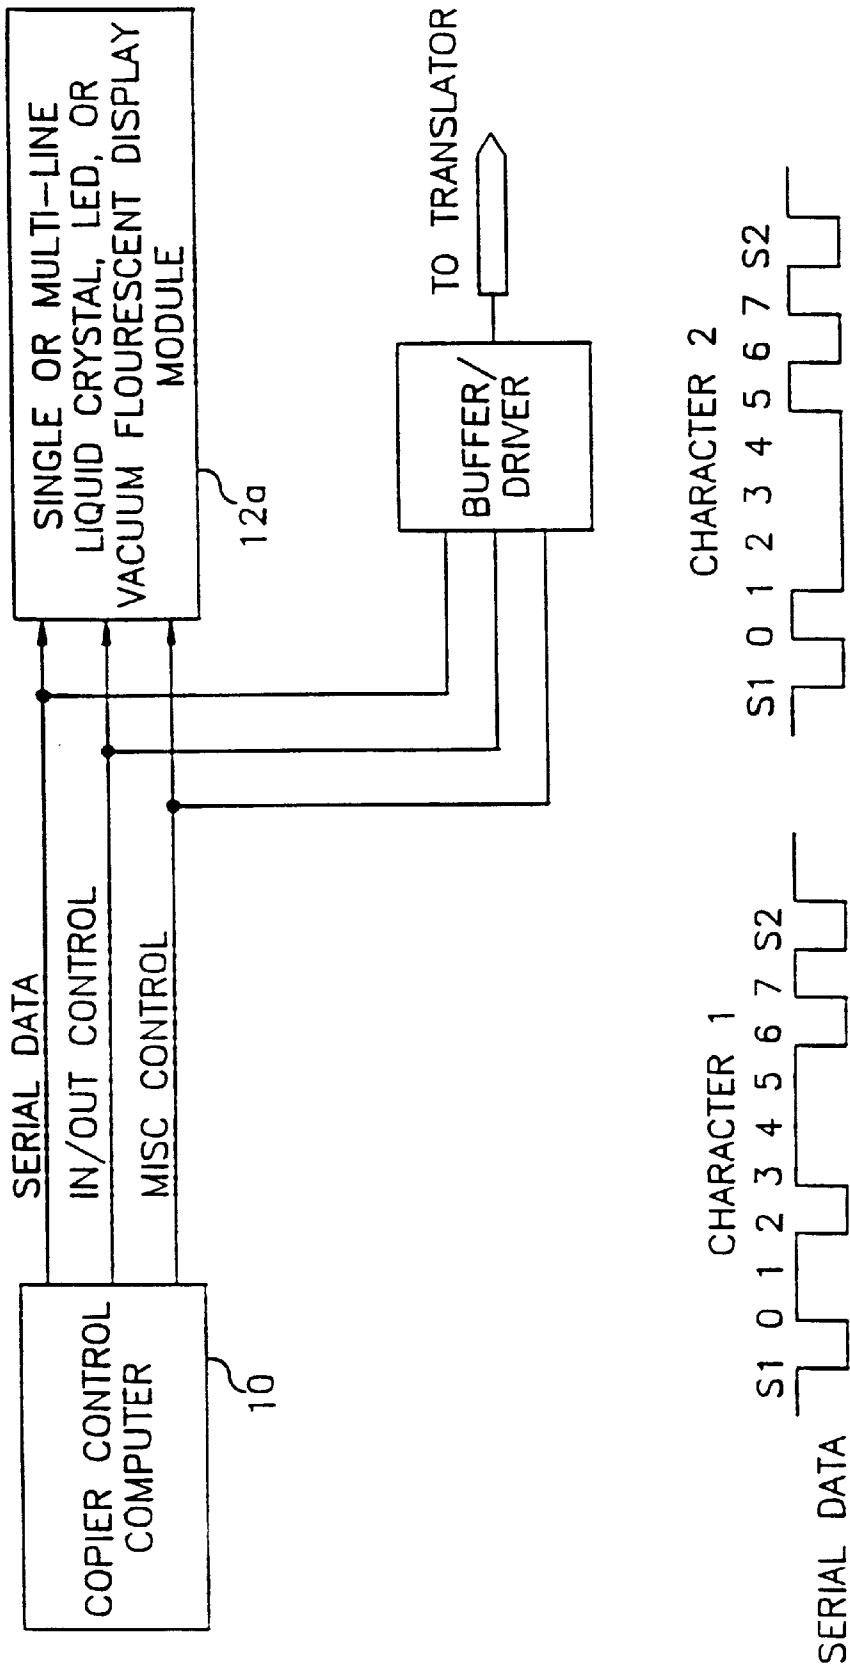 COPIER CONTROL
COMPUTER
10
SERIAL DATA
IN/OUT CONTROL
MISC CONTROL
SINGLE OR MULTI-LINE
LIQUID CRYSTAL, LED, OR
VACUUM FLOURESCENT DISPLAY
MODULE
12a
BUFFER/
DRIVER
TO TRANSLATOR
CHARACTER 1
S1 0 1 2 3 4 5 6 7 S2
CHARACTER 2
S1 0 1 2 3 4 5 6 7 S2
SERIAL DATA